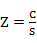 Z = c/s